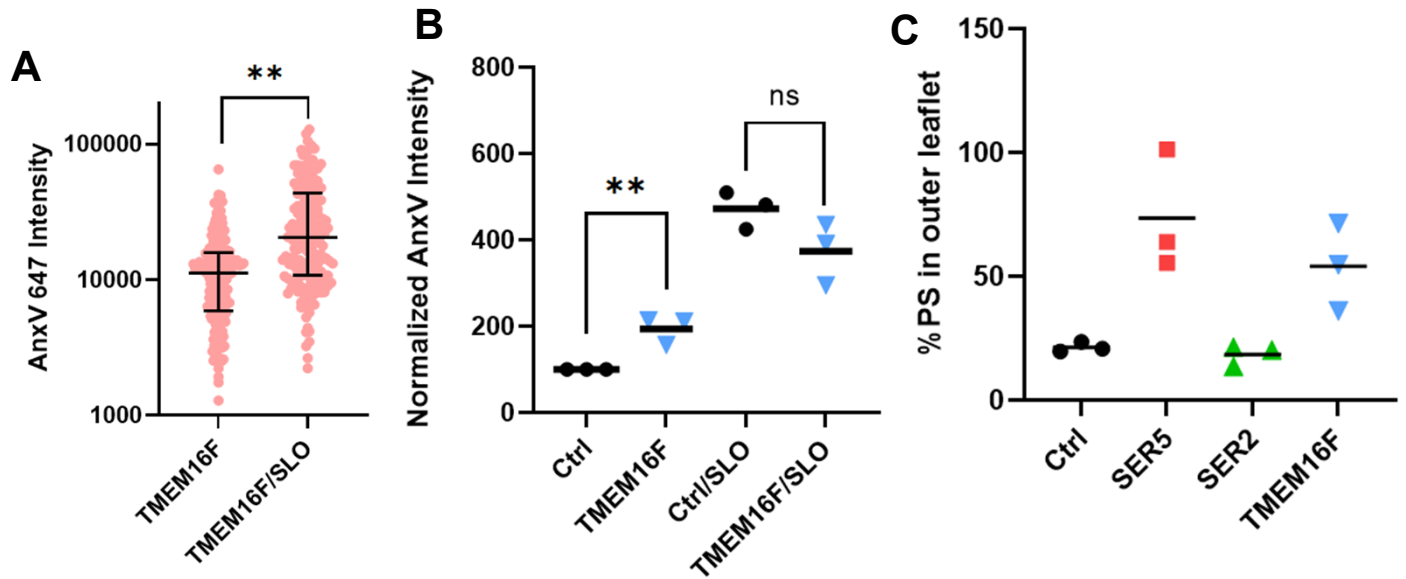 A
AnxV 647 Intensity
100000
10000
1000
**
TMEM16F
TMEM16F/SLO
B
Normalized AnxV Intensity
800
600
400
200
0
**
ns
Ctrl
TMEM16F
Ctrl/SLO
TMEM16F/SLO
C
% PS in outer leaflet
150
100
50
0
Ctrl
SER5
SER2
TMEM16F